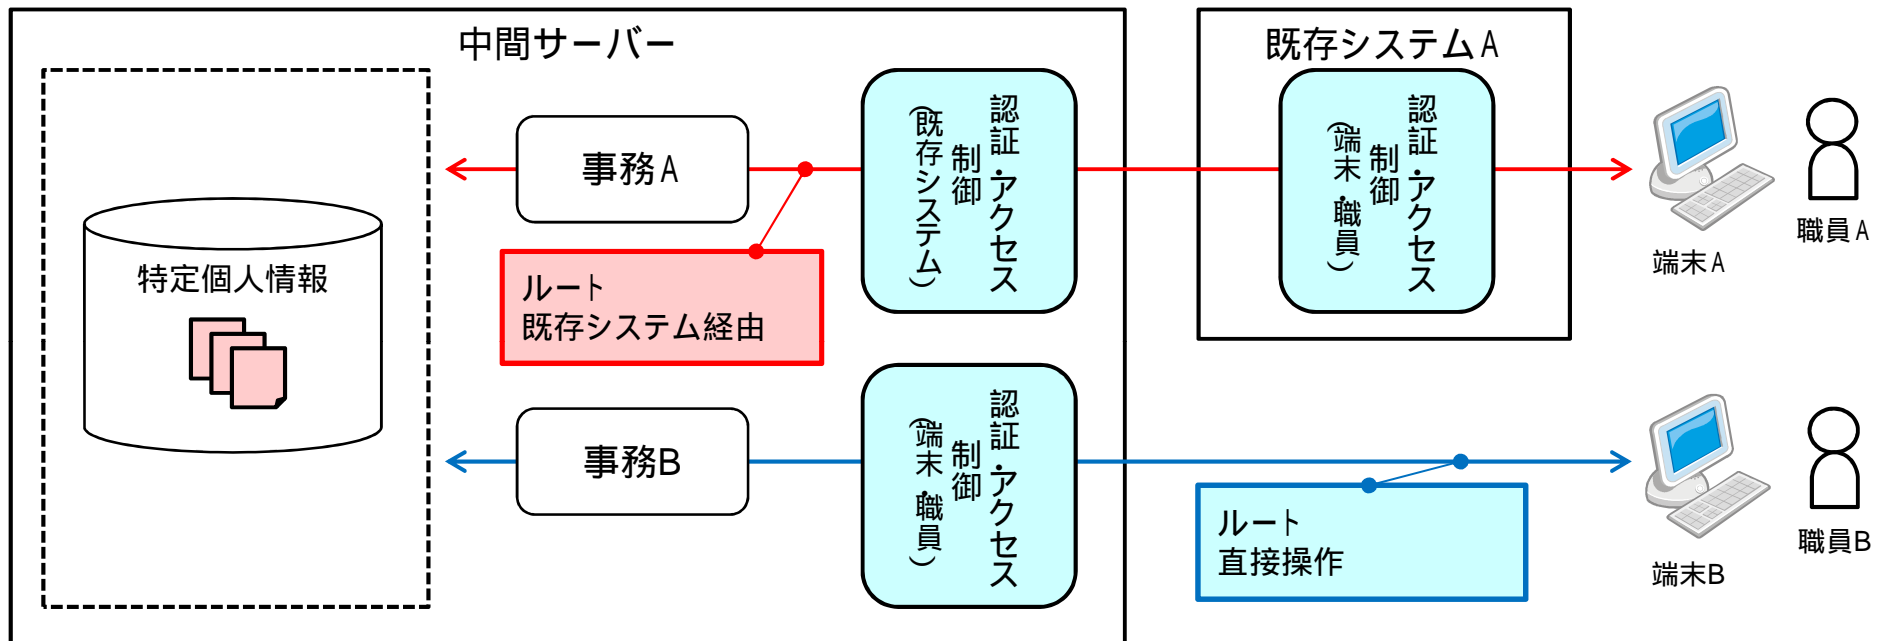 中間サーバー
既存システムA
特定個人情報
事務A
認証・アクセス
制御
(既存システム)
認証・アクセス
制御
(端末・職員)
端末A
職員A
ルート
既存システム経由
事務B
認証・アクセス
制御
(端末・職員)
ルート
直接操作
端末B
職員B